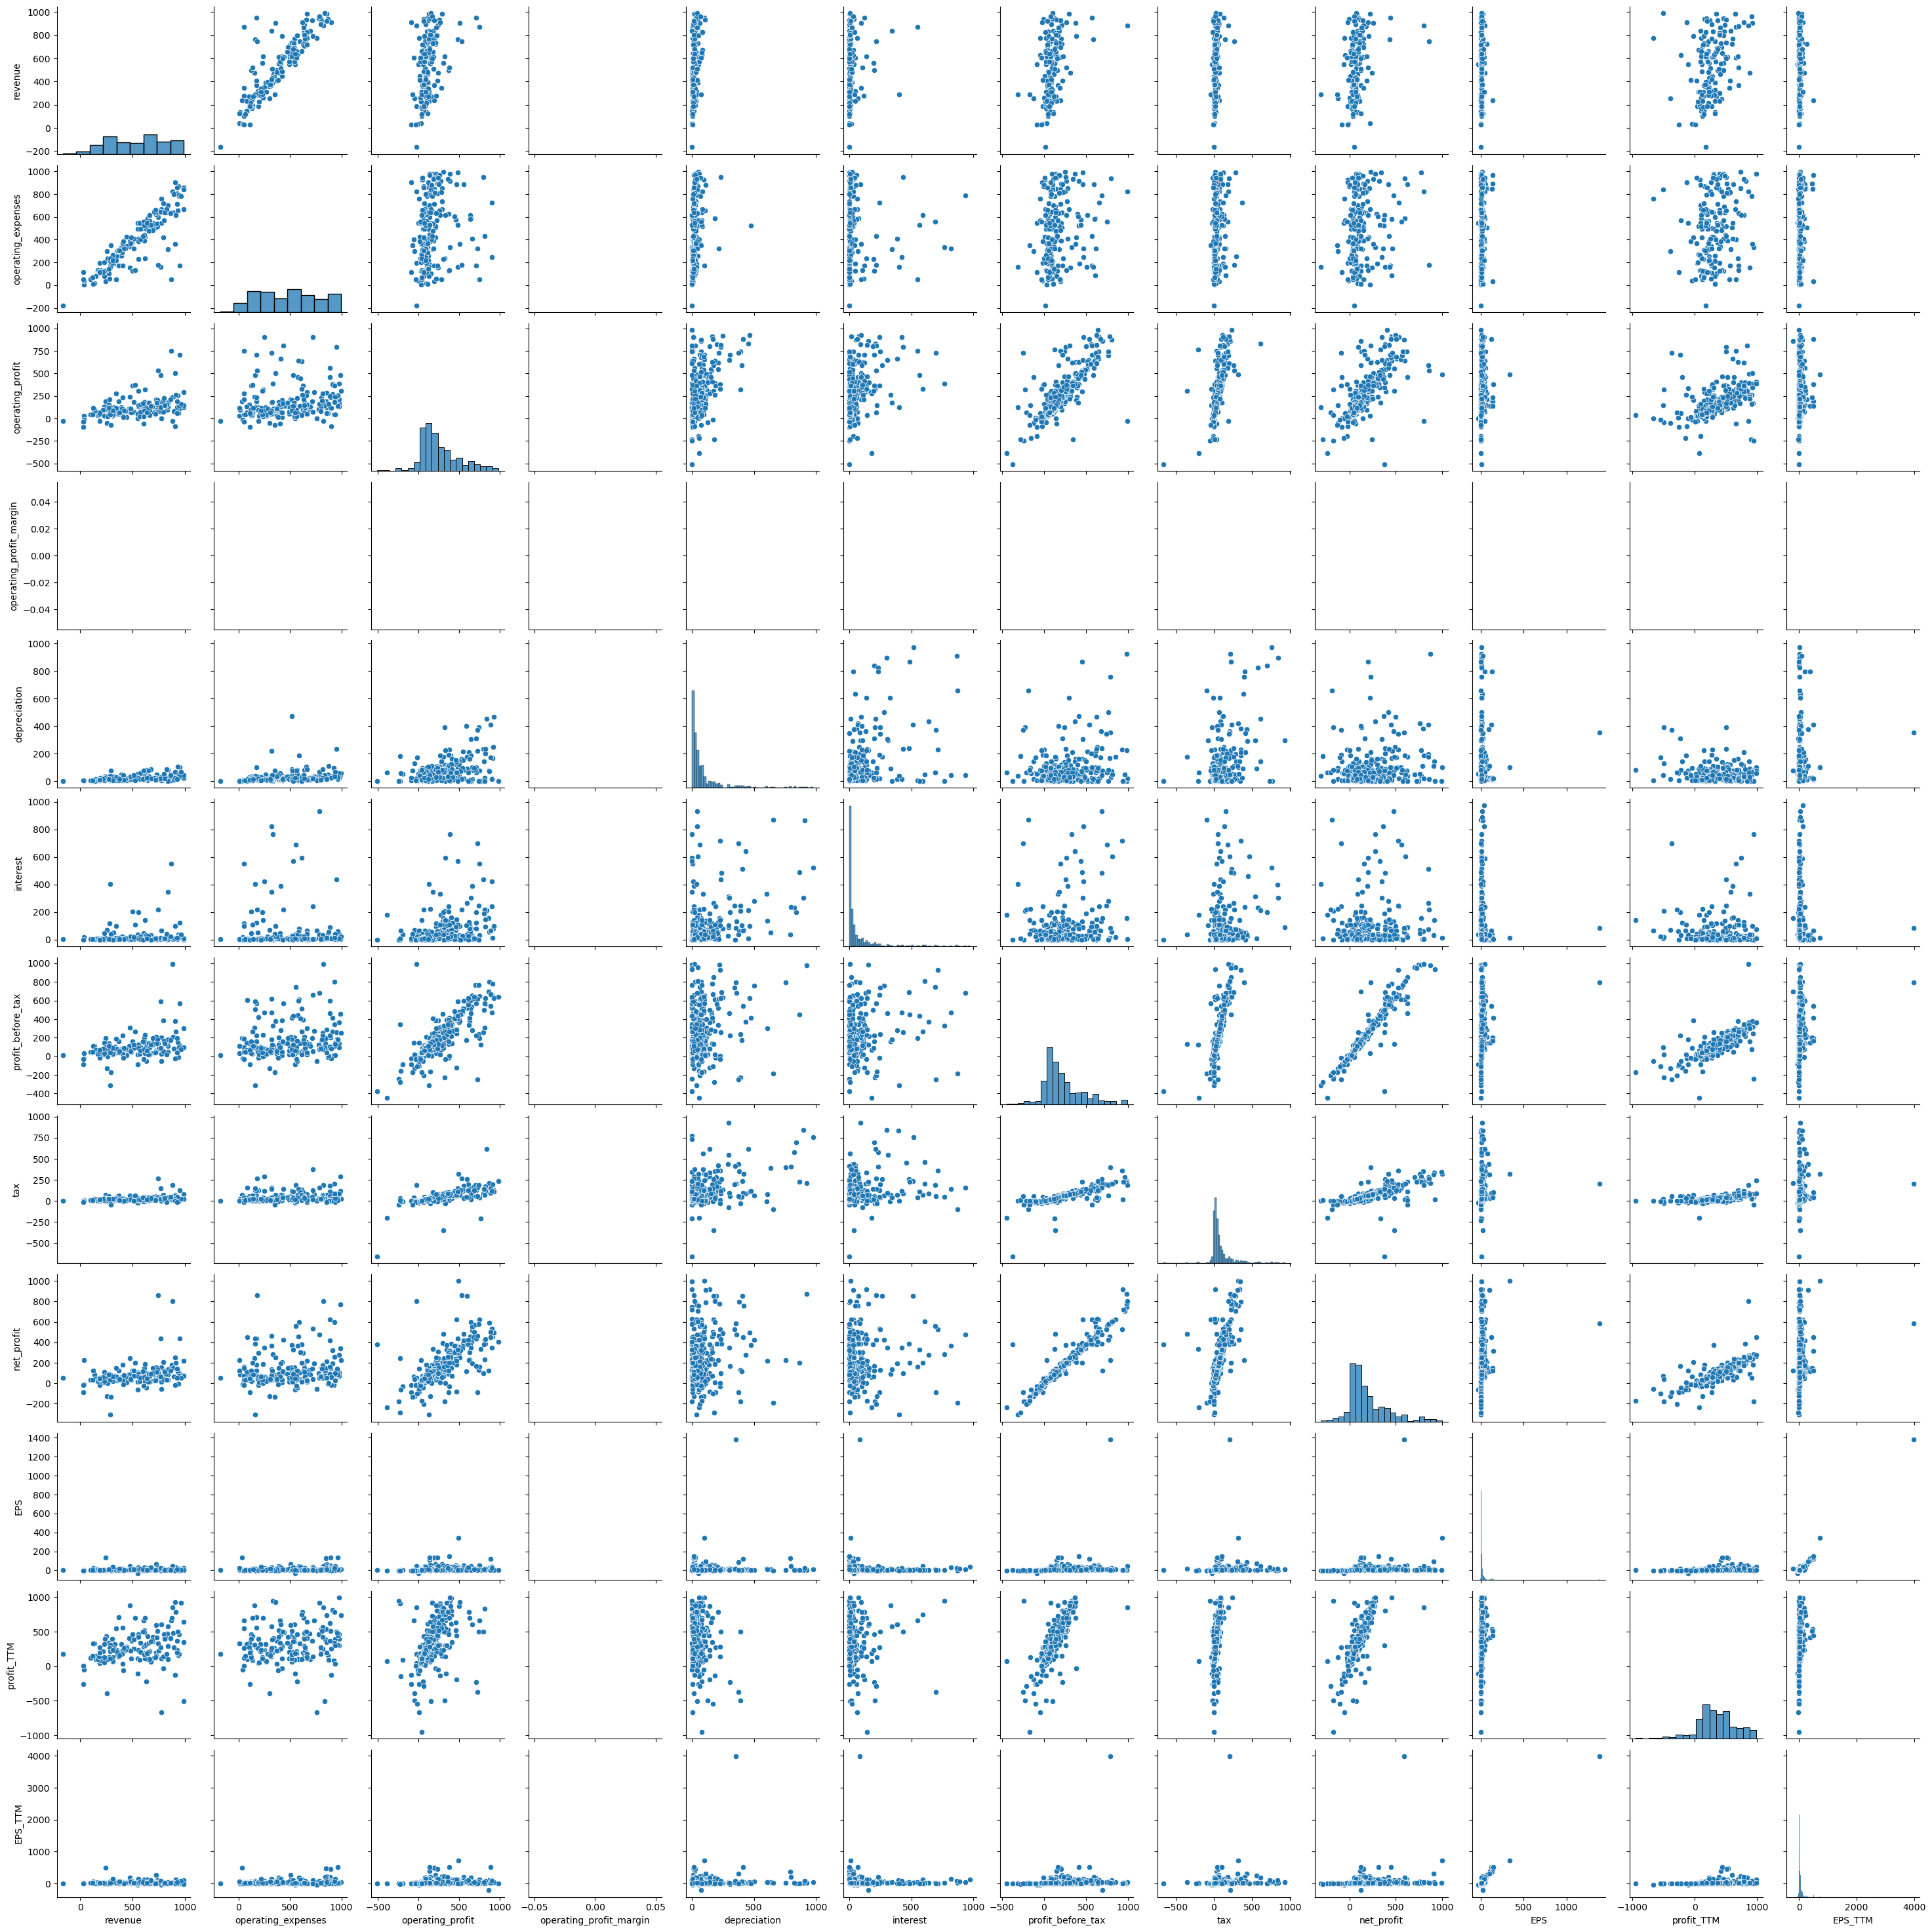 1000
800
600
400
200
0
−200
revenue
1000
800
600
400
200
0
−200
operating_expenses
1000
750
500
250
0
−250
−500
operating_profit
0.04
0.02
0.00
−0.02
−0.04
operating_profit_margin
1000
800
600
400
200
0
depreciation
1000
800
600
400
200
0
interest
1000
800
600
400
200
0
−200
−400
profit_before_tax
1000
750
500
250
0
−250
−500
tax
1000
800
600
400
200
0
−200
net_profit
1400
1200
1000
800
600
400
200
0
EPS
1000
500
0
−500
−1000
profit_TTM
4000
3000
2000
1000
0
EPS_TTM
0 500 1000
revenue
0 500 1000
operating_expenses
−500 0 500 1000
operating_profit
−0.05 0.00 0.05
operating_profit_margin
0 500 1000
depreciation
0 500 1000
interest
−500 0 500 1000
profit_before_tax
−500 0 500 1000
tax
0 500 1000
net_profit
0 500 1000
EPS
−1000 0 1000
profit_TTM
0 2000 4000
EPS_TTM